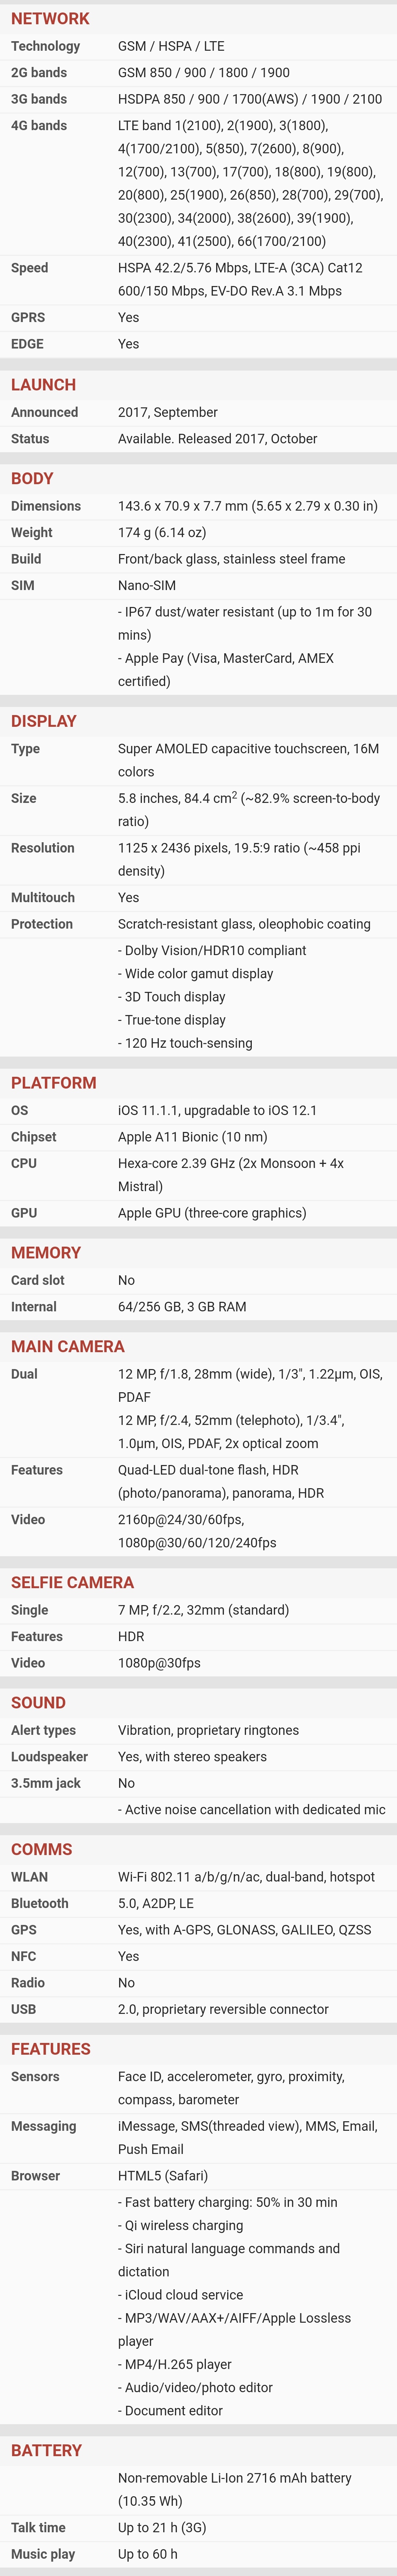 NETWORK
Technology GSM / HSPA / LTE
2G bands GSM 850 / 900 / 1800 / 1900
3G bands HSDPA 850 / 900 / 1700(AWS) / 1900 / 2100
4G bands LTE band 1(2100), 2(1900), 3(1800),
4(1700/2100), 5(850), 7(2600), 8(900),
12(700), 13(700), 17(700), 18(800), 19(800),
20(800), 25(1900), 26(850), 28(700), 29(700),
30(2300), 34(2000), 38(2600), 39(1900),
40(2300), 41(2500), 66(1700/2100)
Speed HSPA 42.2/5.76 Mbps, LTE-A (3CA) Cat12
600/150 Mbps, EV-DO Rev.A 3.1 Mbps
GPRS Yes
EDGE Yes
LAUNCH
Announced 2017, September
Status Available. Released 2017, October
BODY
Dimensions 143.6 x 70.9 x 7.7 mm (5.65 x 2.79 x 0.30 in)
Weight 174 g (6.14 oz)
Build Front/back glass, stainless steel frame
SIM Nano-SIM
- IP67 dust/water resistant (up to 1m for 30
mins)
- Apple Pay (Visa, MasterCard, AMEX
certified)
DISPLAY
Type Super AMOLED capacitive touchscreen, 16M
colors
Size 5.8 inches, 84.4 cm² (~82.9% screen-to-body
ratio)
Resolution 1125 x 2436 pixels, 19.5:9 ratio (~458 ppi
density)
Multitouch Yes
Protection Scratch-resistant glass, oleophobic coating
- Dolby Vision/HDR10 compliant
- Wide color gamut display
- 3D Touch display
- True-tone display
- 120 Hz touch-sensing
PLATFORM
OS iOS 11.1.1, upgradable to iOS 12.1
Chipset Apple A11 Bionic (10 nm)
CPU Hexa-core 2.39 GHz (2x Monsoon + 4x
Mistral)
GPU Apple GPU (three-core graphics)
MEMORY
Card slot No
Internal 64/256 GB, 3 GB RAM
MAIN CAMERA
Dual 12 MP, f/1.8, 28mm (wide), 1/3", 1.22µm, OIS,
PDAF
12 MP, f/2.4, 52mm (telephoto), 1/3.4",
1.0µm, OIS, PDAF, 2x optical zoom
Features Quad-LED dual-tone flash, HDR
(photo/panorama), panorama, HDR
Video 2160p@24/30/60fps,
1080p@30/60/120/240fps
SELFIE CAMERA
Single 7 MP, f/2.2, 32mm (standard)
Features HDR
Video 1080p@30fps
SOUND
Alert types Vibration, proprietary ringtones
Loudspeaker Yes, with stereo speakers
3.5mm jack No
- Active noise cancellation with dedicated mic
COMMS
WLAN Wi-Fi 802.11 a/b/g/n/ac, dual-band, hotspot
Bluetooth 5.0, A2DP, LE
GPS Yes, with A-GPS, GLONASS, GALILEO, QZSS
NFC Yes
Radio No
USB 2.0, proprietary reversible connector
FEATURES
Sensors Face ID, accelerometer, gyro, proximity,
compass, barometer
Messaging iMessage, SMS(threaded view), MMS, Email,
Push Email
Browser HTML5 (Safari)
- Fast battery charging: 50% in 30 min
- Qi wireless charging
- Siri natural language commands and
dictation
- iCloud cloud service
- MP3/WAV/AAX+/AIFF/Apple Lossless
player
- MP4/H.265 player
- Audio/video/photo editor
- Document editor
BATTERY
Non-removable Li-Ion 2716 mAh battery
(10.35 Wh)
Talk time Up to 21 h (3G)
Music play Up to 60 h